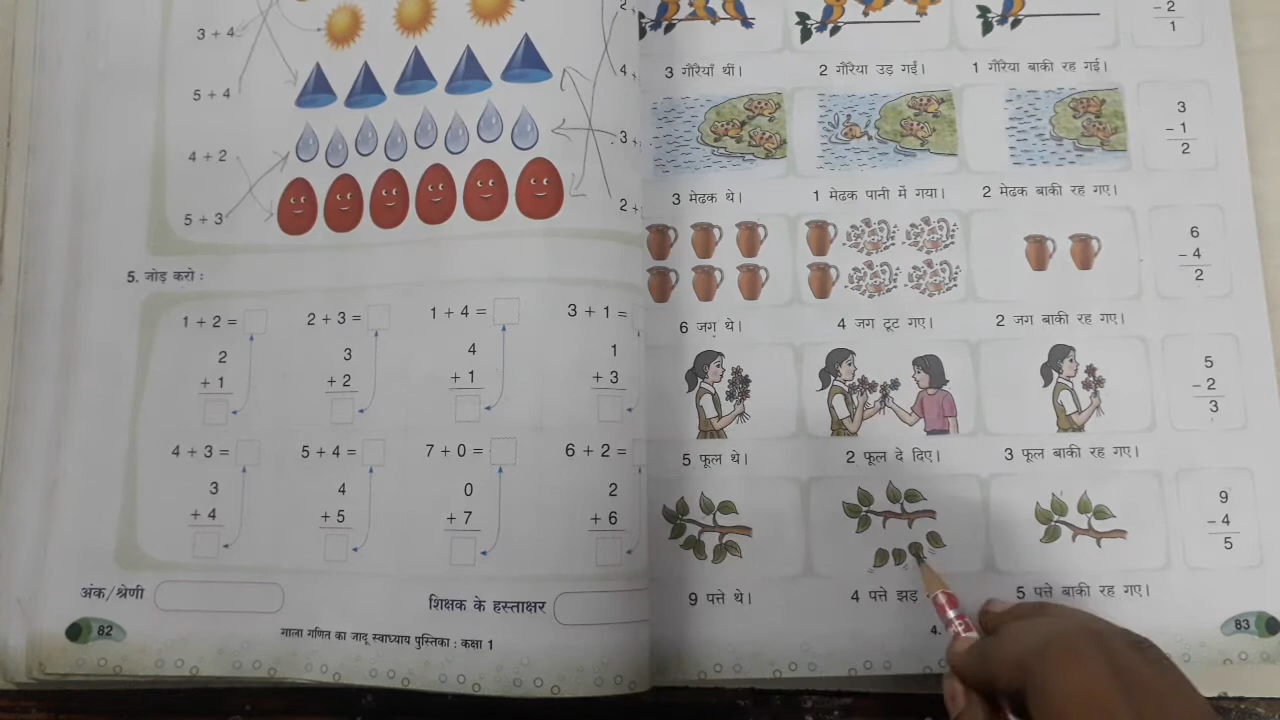 3 + 4
5 + 4
4 + 2
5 + 3
2
4
3 +
2 +
5. जोड़ करो :
1 + 2 = 2 + 3 = 1 + 4 = 3 + 1 =
2 3 4 1
+ 1 + 2 + 1 + 3
4 + 3 = 5 + 4 = 7 + 0 = 6 + 2 =
3 4 0 2
+ 4 + 5 + 7 + 6
अंक/श्रेणी शिक्षक के हस्ताक्षर
82 गाला गणित का जादू स्वाध्याय पुस्तिका : कक्षा 1
− 2
1
3 गौरैयाँ थीं। 2 गौरैया उड़ गईं। 1 गौरैया बाकी रह गई।
3
− 1
2
3 मेढक थे। 1 मेढक पानी में गया। 2 मेढक बाकी रह गए।
6
− 4
2
6 जग थे। 4 जग टूट गए। 2 जग बाकी रह गए।
5
− 2
3
5 फूल थे। 2 फूल दे दिए। 3 फूल बाकी रह गए।
9
− 4
5
9 पत्ते थे। 4 पत्ते झड़ 5 पत्ते बाकी रह गए।
4. 83